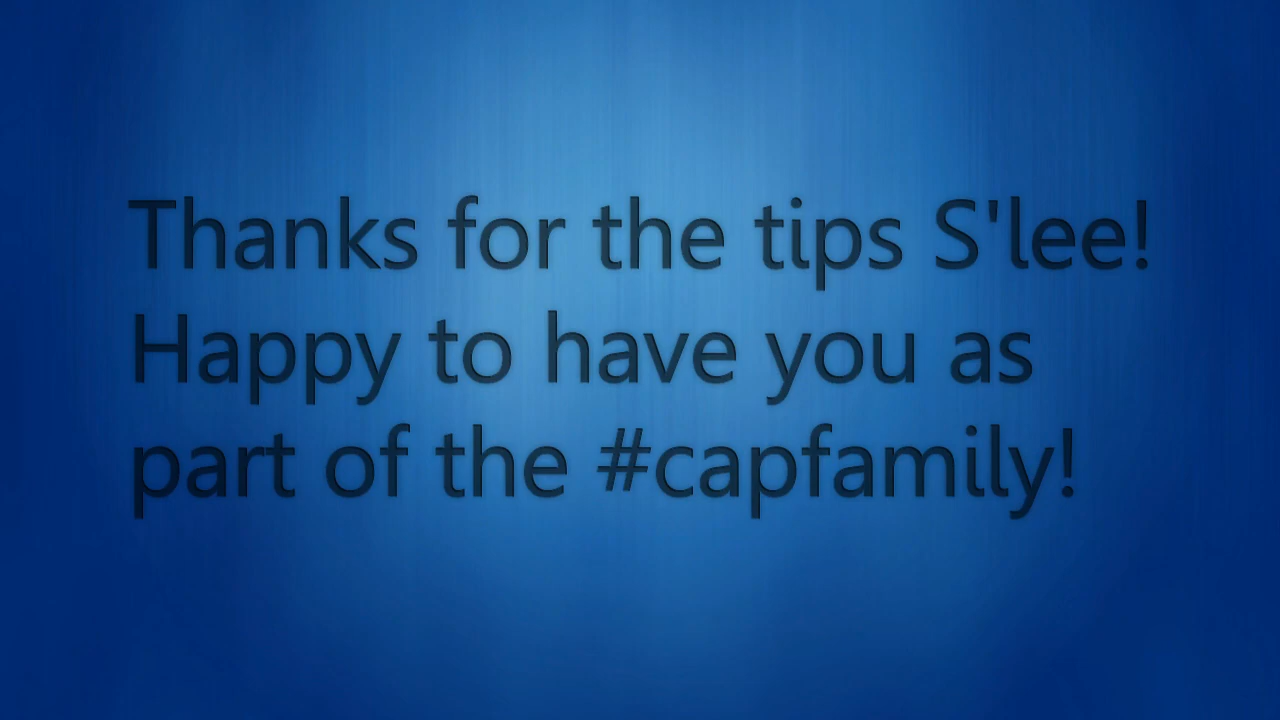 Thanks for the tips S'lee!
Happy to have you as
part of the #capfamily!